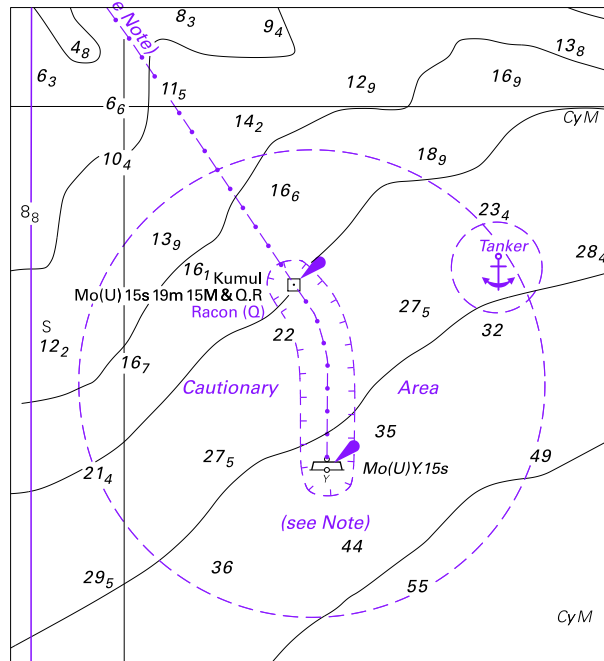 8₃
9₄
e Note)
4₈
13₈
6₃
11₅
12₉
16₉
6₆
14₂
CyM
10₄
18₉
16₆
8₈
23₄
13₉
Tanker
28₄
16₁
Kumul
Mo(U) 15s 19m 15M & Q.R
Racon (Q)
27₅
S
22
32
12₂
16₇
Cautionary Area
35
27₅
49
21₄
Mo(U)Y.15s
Y
(see Note)
44
36
29₅
55
CyM